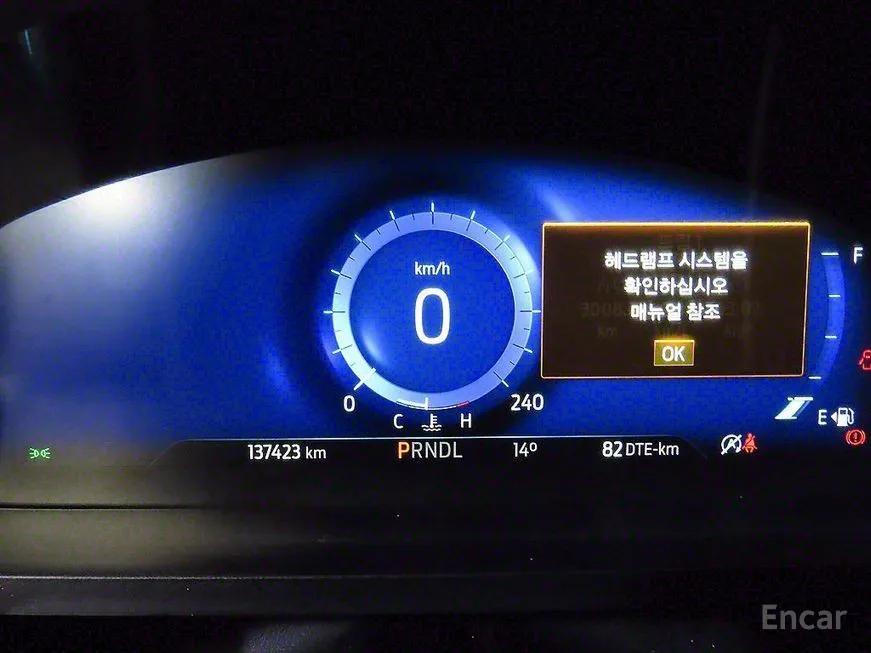 헤드램프 시스템을
확인하십시오
매뉴얼 참조
OK
km/h
0
0
240
C H
F
E
137423 km
PRNDL
14º
82 DTE-km
Encar